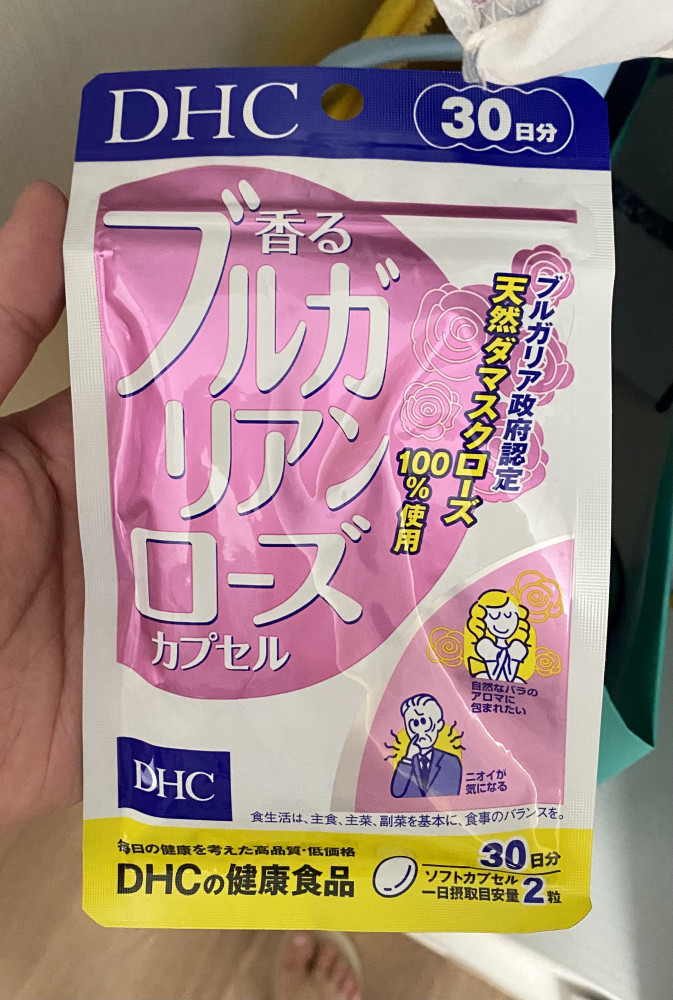 DHC
30日分
香る
ブルガ
リアン
ローズ
カプセル
ブルガリア政府認定
天然ダマスクローズ
100%使用
自然なバラの
アロマに
包まれたい
ニオイが
気になる
DHC
食生活は、主食、主菜、副菜を基本に、食事のバランスを。
毎日の健康を考えた高品質・低価格
DHCの健康食品
30日分
ソフトカプセル
一日摂取目安量2粒